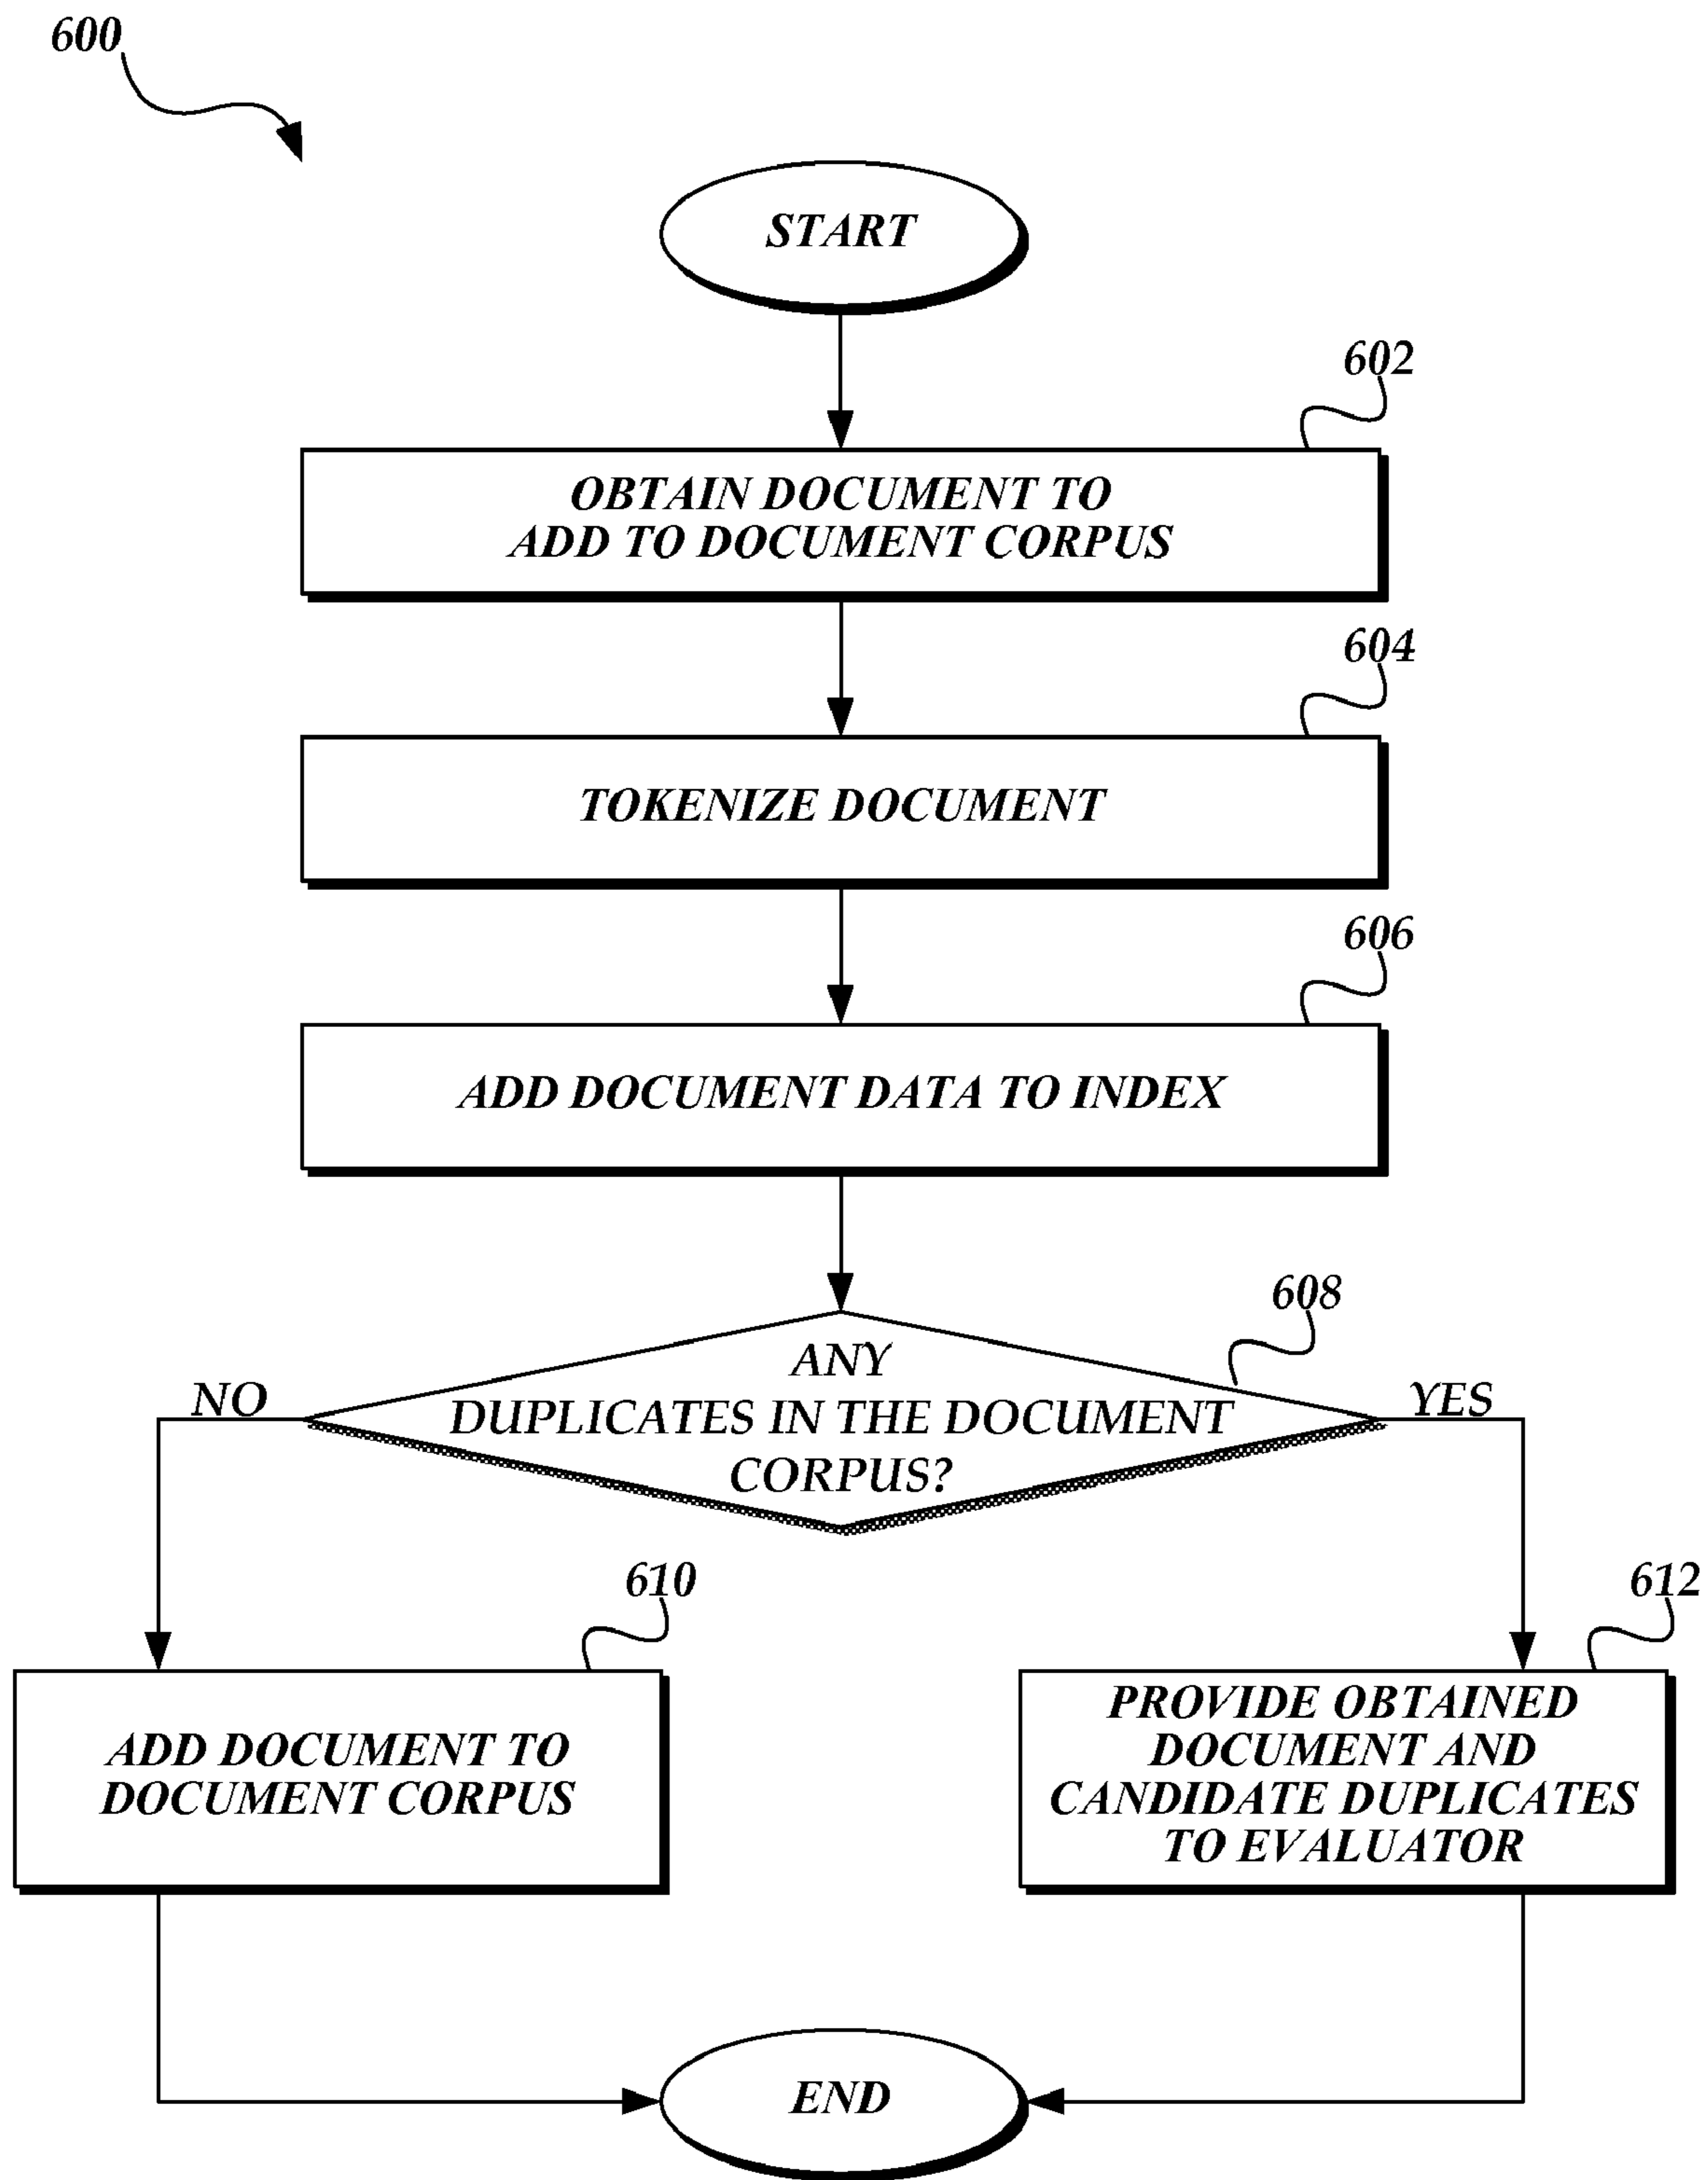 600
START
602
OBTAIN DOCUMENT TO
ADD TO DOCUMENT CORPUS
604
TOKENIZE DOCUMENT
606
ADD DOCUMENT DATA TO INDEX
608
ANY
DUPLICATES IN THE DOCUMENT
CORPUS?
NO
YES
610
ADD DOCUMENT TO
DOCUMENT CORPUS
612
PROVIDE OBTAINED
DOCUMENT AND
CANDIDATE DUPLICATES
TO EVALUATOR
END